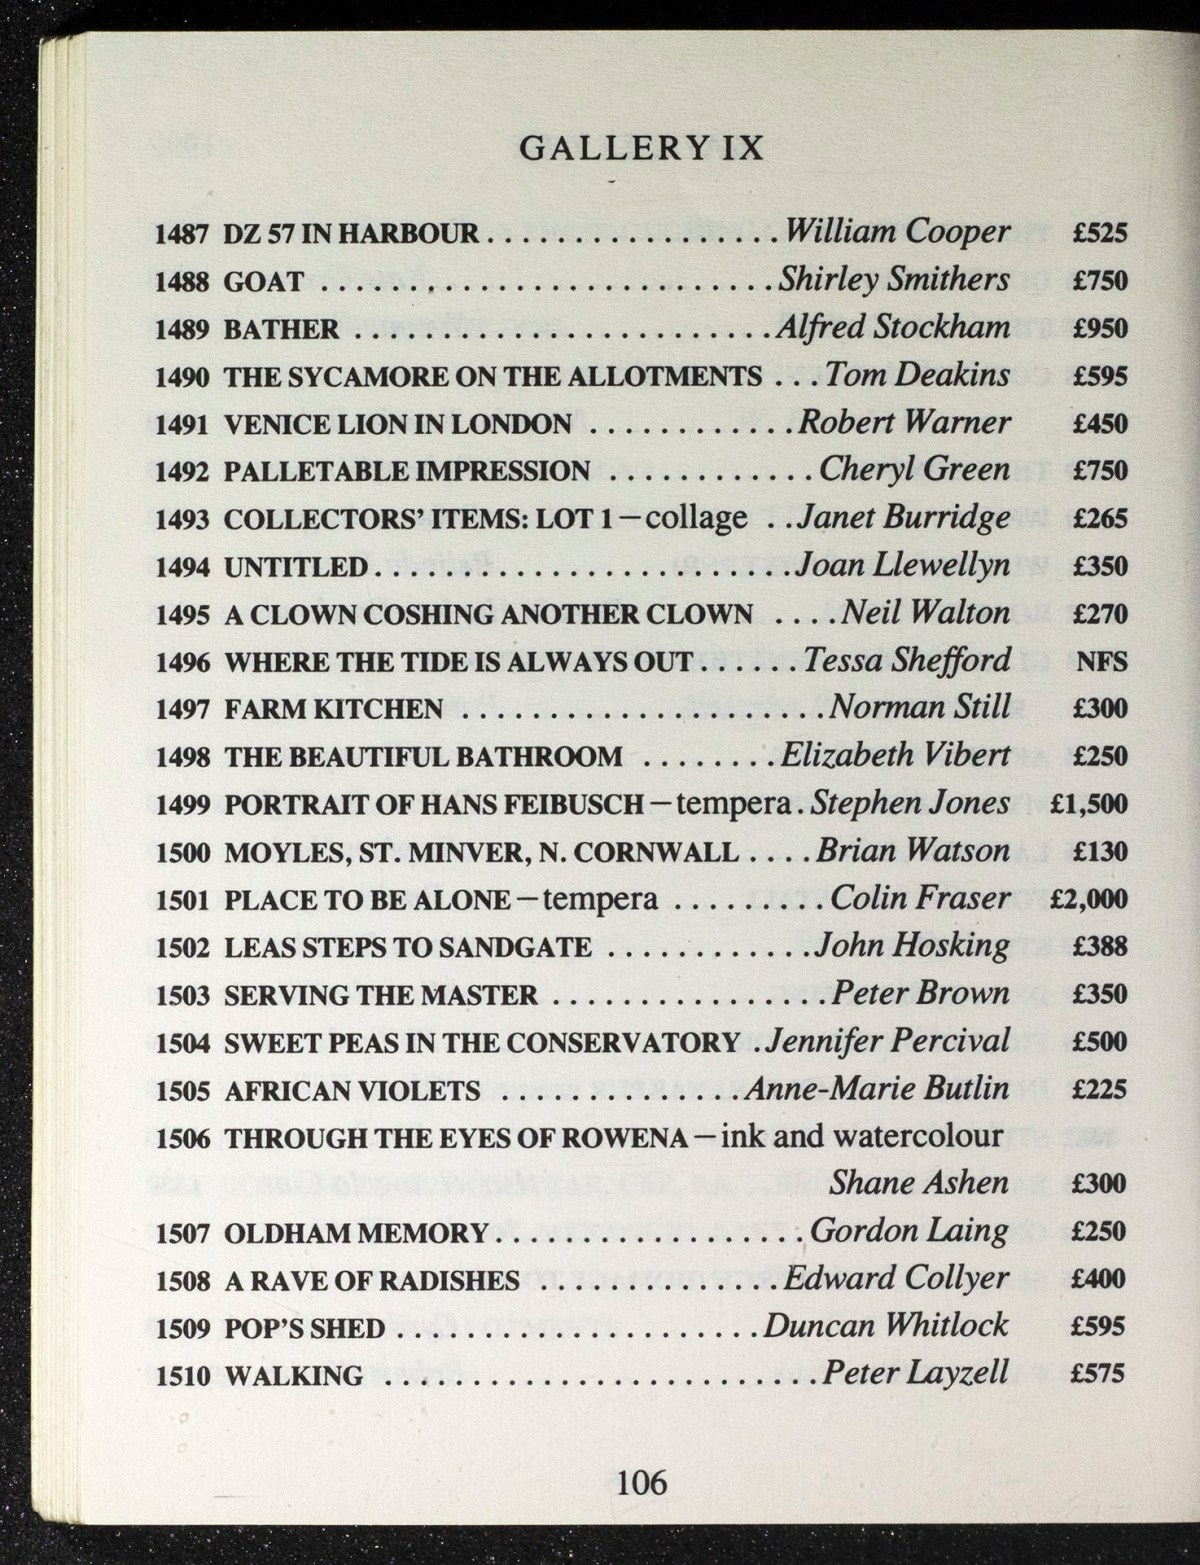 GALLERY IX
1487 DZ 57 IN HARBOUR.................William Cooper £525
1488 GOAT ..........................Shirley Smithers £750
1489 BATHER ........................Alfred Stockham £950
1490 THE SYCAMORE ON THE ALLOTMENTS ...Tom Deakins £595
1491 VENICE LION IN LONDON ............Robert Warner £450
1492 PALLETABLE IMPRESSION ............Cheryl Green £750
1493 COLLECTORS' ITEMS: LOT 1—collage ..Janet Burridge £265
1494 UNTITLED........................Joan Llewellyn £350
1495 A CLOWN COSHING ANOTHER CLOWN ....Neil Walton £270
1496 WHERE THE TIDE IS ALWAYS OUT......Tessa Shefford NFS
1497 FARM KITCHEN .....................Norman Still £300
1498 THE BEAUTIFUL BATHROOM ........Elizabeth Vibert £250
1499 PORTRAIT OF HANS FEIBUSCH—tempera.Stephen Jones £1,500
1500 MOYLES, ST. MINVER, N. CORNWALL ....Brian Watson £130
1501 PLACE TO BE ALONE—tempera .........Colin Fraser £2,000
1502 LEAS STEPS TO SANDGATE ............John Hosking £388
1503 SERVING THE MASTER ................Peter Brown £350
1504 SWEET PEAS IN THE CONSERVATORY .Jennifer Percival £500
1505 AFRICAN VIOLETS ..............Anne-Marie Butlin £225
1506 THROUGH THE EYES OF ROWENA—ink and watercolour
Shane Ashen £300
1507 OLDHAM MEMORY..................Gordon Laing £250
1508 A RAVE OF RADISHES ..............Edward Collyer £400
1509 POP'S SHED .....................Duncan Whitlock £595
1510 WALKING .........................Peter Layzell £575
106